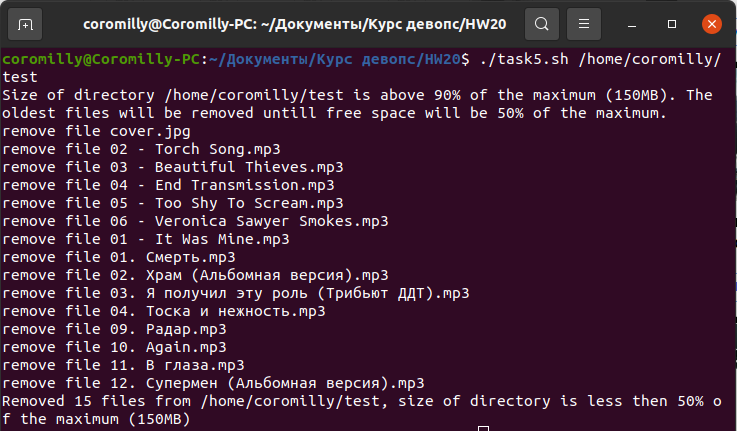 coromilly@Coromilly-PC: ~/Документы/Курс девопс/HW20
coromilly@Coromilly-PC:~/Документы/Курс девопс/HW20$ ./task5.sh /home/coromilly/
test
Size of directory /home/coromilly/test is above 90% of the maximum (150MB). The
oldest files will be removed untill free space will be 50% of the maximum.
remove file cover.jpg
remove file 02 - Torch Song.mp3
remove file 03 - Beautiful Thieves.mp3
remove file 04 - End Transmission.mp3
remove file 05 - Too Shy To Scream.mp3
remove file 06 - Veronica Sawyer Smokes.mp3
remove file 01 - It Was Mine.mp3
remove file 01. Смерть.mp3
remove file 02. Храм (Альбомная версия).mp3
remove file 03. Я получил эту роль (Трибьют ДДТ).mp3
remove file 04. Тоска и нежность.mp3
remove file 09. Радар.mp3
remove file 10. Again.mp3
remove file 11. В глаза.mp3
remove file 12. Супермен (Альбомная версия).mp3
Removed 15 files from /home/coromilly/test, size of directory is less then 50% o
f the maximum (150MB)